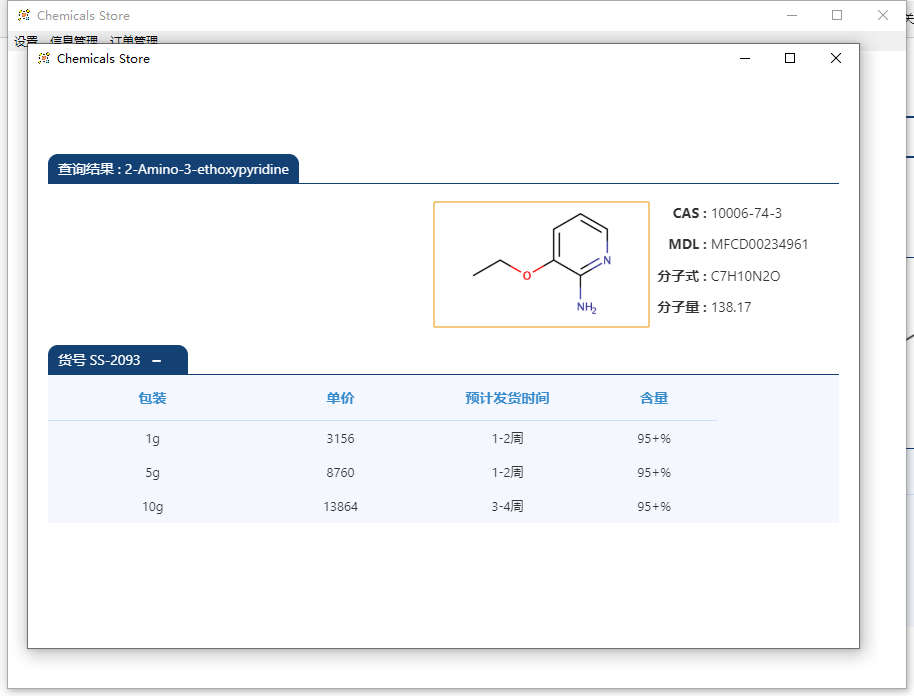 Chemicals Store
设置 信息管理 订单管理
Chemicals Store
查询结果 : 2-Amino-3-ethoxypyridine
CAS : 10006-74-3
MDL : MFCD00234961
分子式 : C7H10N2O
分子量 : 138.17
N
O
NH2
货号 SS-2093 −
包装 单价 预计发货时间 含量
1g 3156 1-2周 95+%
5g 8760 1-2周 95+%
10g 13864 3-4周 95+%